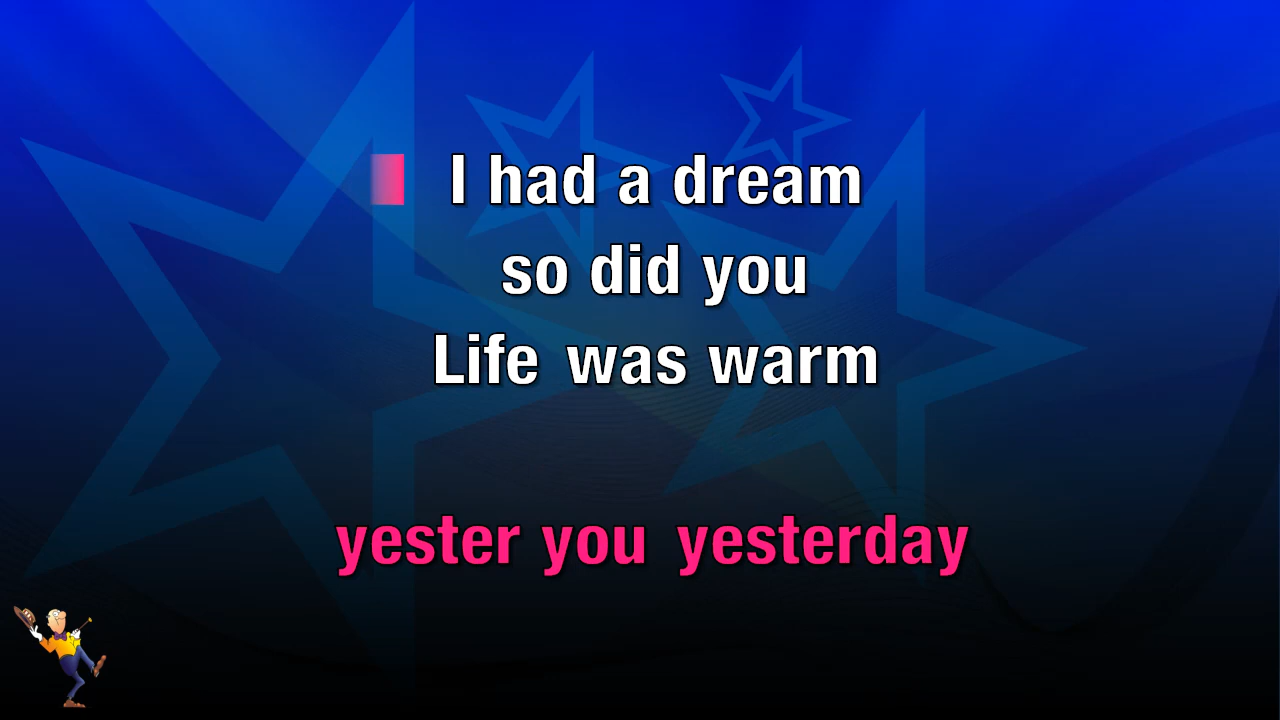 I had a dream
so did you
Life was warm
yester you yesterday